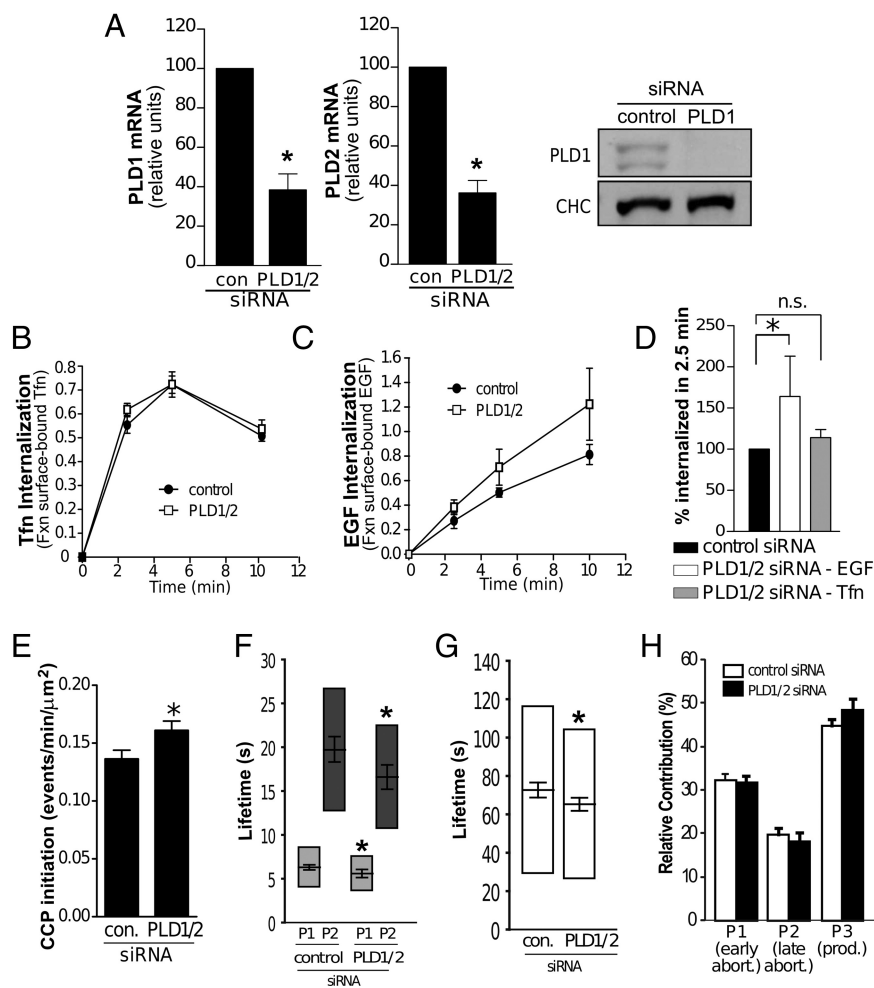 A
PLD1 mRNA
(relative units)
120
100
80
60
40
20
0
*
con PLD1/2
siRNA
PLD2 mRNA
(relative units)
120
100
80
60
40
20
0
*
con PLD1/2
siRNA
siRNA
control PLD1
PLD1
CHC
B
Tfn Internalization
(Fxn surface-bound Tfn)
0.8
0.7
0.6
0.5
0.4
0.3
0.2
0.1
0
control
PLD1/2
0 2 4 6 8 10 12
Time (min)
C
EGF Internalization
(Fxn surface-bound EGF)
1.6
1.4
1.2
1.0
0.8
0.6
0.4
0.2
0.0
control
PLD1/2
0 2 4 6 8 10 12
Time (min)
D
% internalized in 2.5 min
250
200
150
100
50
0
n.s.
*
control siRNA
PLD1/2 siRNA - EGF
PLD1/2 siRNA - Tfn
E
CCP initiation (events/min/μm2)
0.20
0.15
0.10
0.05
0.00
*
con. PLD1/2
siRNA
F
Lifetime (s)
30
25
20
15
10
5
0
*
*
P1 P2 P1 P2
control PLD1/2
siRNA
G
Lifetime (s)
140
120
100
80
60
40
20
0
*
con. PLD1/2
siRNA
H
Relative Contribution (%)
60
50
40
30
20
10
0
control siRNA
PLD1/2 siRNA
P1 P2 P3
(early (late (prod.)
abort.) abort.)